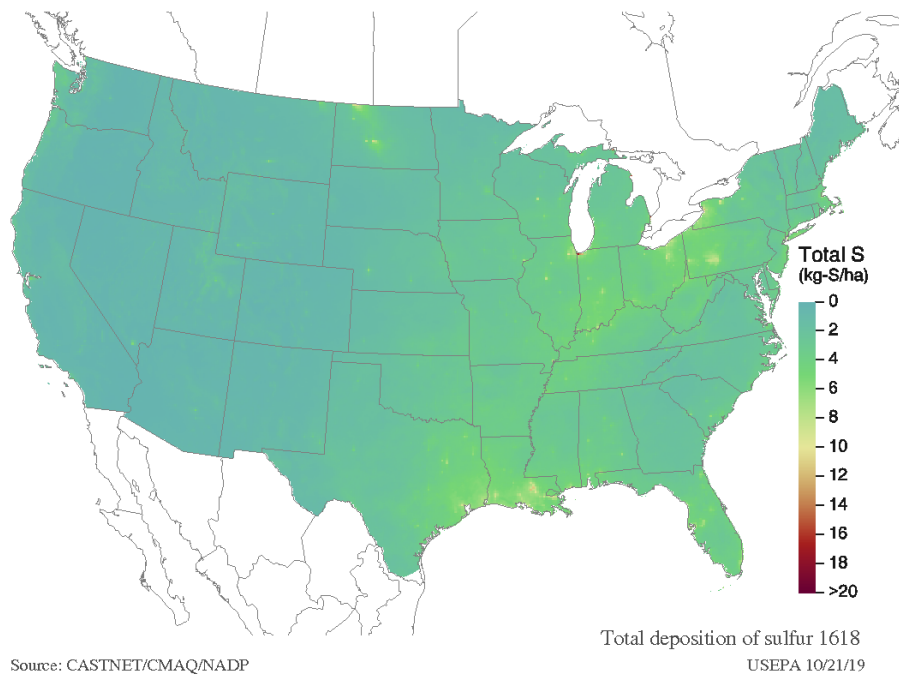 Total S
(kg-S/ha)
0
2
4
6
8
10
12
14
16
18
>20
Total deposition of sulfur 1618
Source: CASTNET/CMAQ/NADP
USEPA 10/21/19